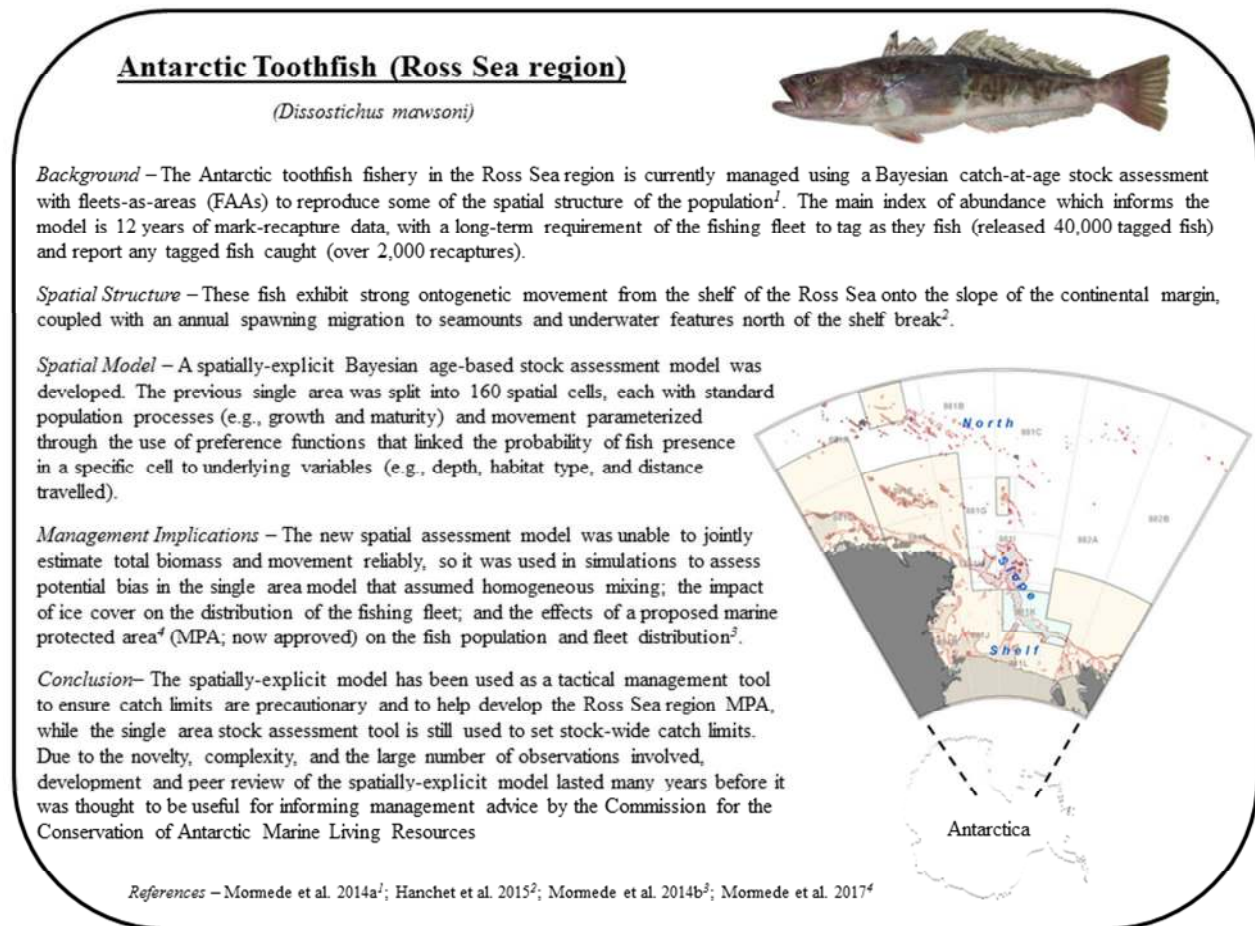 Antarctic Toothfish (Ross Sea region)
(Dissostichus mawsoni)
Background – The Antarctic toothfish fishery in the Ross Sea region is currently managed using a Bayesian catch-at-age stock assessment
with fleets-as-areas (FAAs) to reproduce some of the spatial structure of the population1. The main index of abundance which informs the
model is 12 years of mark-recapture data, with a long-term requirement of the fishing fleet to tag as they fish (released 40,000 tagged fish)
and report any tagged fish caught (over 2,000 recaptures).
Spatial Structure – These fish exhibit strong ontogenetic movement from the shelf of the Ross Sea onto the slope of the continental margin,
coupled with an annual spawning migration to seamounts and underwater features north of the shelf break2.
Spatial Model – A spatially-explicit Bayesian age-based stock assessment model was
developed. The previous single area was split into 160 spatial cells, each with standard
population processes (e.g., growth and maturity) and movement parameterized
through the use of preference functions that linked the probability of fish presence
in a specific cell to underlying variables (e.g., depth, habitat type, and distance
travelled).
Management Implications – The new spatial assessment model was unable to jointly
estimate total biomass and movement reliably, so it was used in simulations to assess
potential bias in the single area model that assumed homogeneous mixing; the impact
of ice cover on the distribution of the fishing fleet; and the effects of a proposed marine
protected area4 (MPA; now approved) on the fish population and fleet distribution3.
Conclusion– The spatially-explicit model has been used as a tactical management tool
to ensure catch limits are precautionary and to help develop the Ross Sea region MPA,
while the single area stock assessment tool is still used to set stock-wide catch limits.
Due to the novelty, complexity, and the large number of observations involved,
development and peer review of the spatially-explicit model lasted many years before it
was thought to be useful for informing management advice by the Commission for the
Conservation of Antarctic Marine Living Resources
881B
North
881C
881G
882A
882B
Slope
881K
881J
Shelf
881L
Antarctica
References – Mormede et al. 2014a1; Hanchet et al. 20152; Mormede et al. 2014b3; Mormede et al. 20174